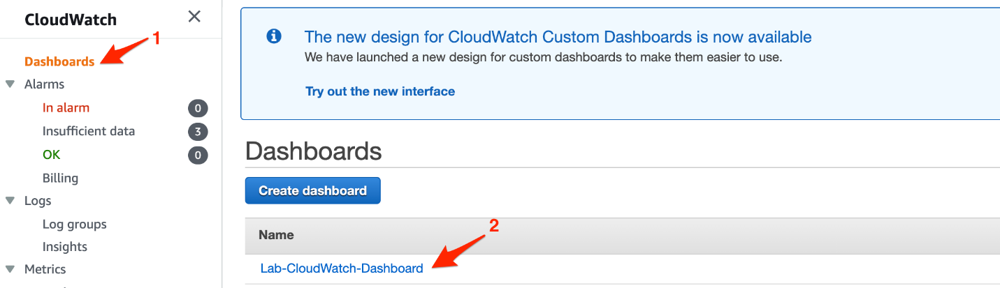 CloudWatch
1
Dashboards
Alarms
In alarm 0
Insufficient data 3
OK 0
Billing
Logs
Log groups
Insights
Metrics
The new design for CloudWatch Custom Dashboards is now available
We have launched a new design for custom dashboards to make them easier to use.
Try out the new interface
Dashboards
Create dashboard
Name
2
Lab-CloudWatch-Dashboard